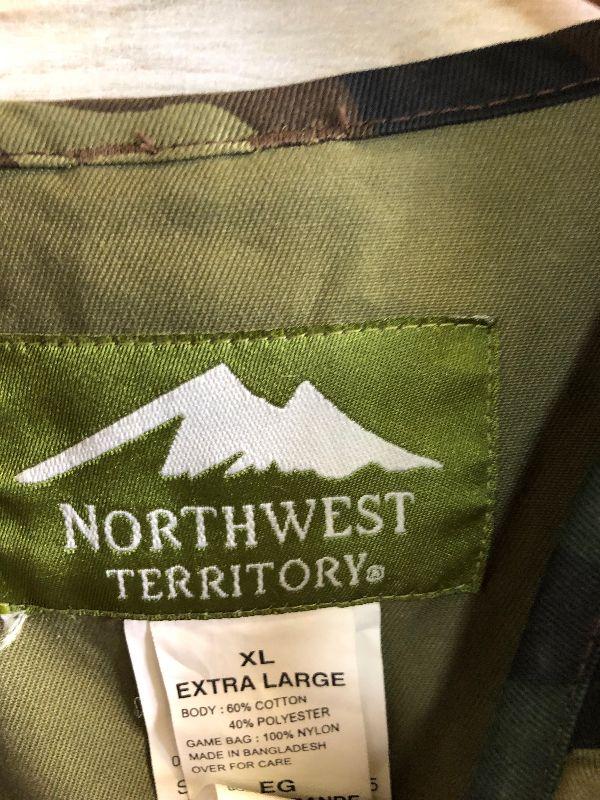 NORTHWEST
TERRITORY®
XL
EXTRA LARGE
BODY : 60% COTTON
40% POLYESTER
GAME BAG : 100% NYLON
MADE IN BANGLADESH
OVER FOR CARE
EG